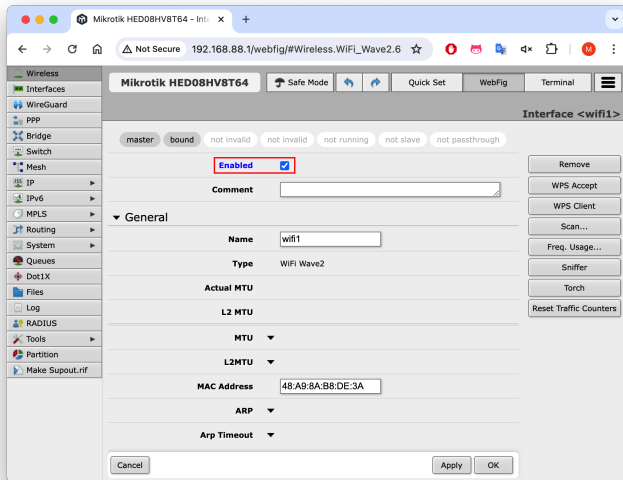 Mikrotik HED08HV8T64 - Inte
Not Secure 192.168.88.1/webfig/#Wireless.WiFi_Wave2.6
M
Wireless
Interfaces
WireGuard
PPP
Bridge
Switch
Mesh
IP
IPv6
MPLS
Routing
System
Queues
Dot1X
Files
Log
RADIUS
Tools
Partition
Make Supout.rif
Mikrotik HED08HV8T64 Safe Mode Quick Set WebFig Terminal
Interface <wifi1>
master bound not invalid not invalid not running not slave not passthrough
Enabled
Comment
General
Name wifi1
Type WiFi Wave2
Actual MTU
L2 MTU
MTU
L2MTU
MAC Address 48:A9:8A:B8:DE:3A
ARP
Arp Timeout
Remove
WPS Accept
WPS Client
Scan...
Freq. Usage...
Sniffer
Torch
Reset Traffic Counters
Cancel Apply OK